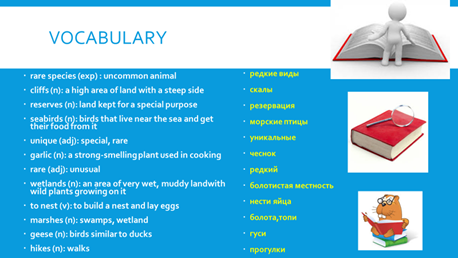 VOCABULARY
rare species (exp) : uncommon animal
cliffs (n): a high area of land with a steep side
reserves (n): land kept for a special purpose
seabirds (n): birds that live near the sea and get
their food from it
unique (adj): special, rare
garlic (n): a strong-smelling plant used in cooking
rare (adj): unusual
wetlands (n): an area of very wet, muddy landwith
wild plants growing on it
to nest (v): to build a nest and lay eggs
marshes (n): swamps, wetland
geese (n): birds similar to ducks
hikes (n): walks
редкие виды
скалы
резервация
морские птицы
уникальные
чеснок
редкий
болотистая местность
нести яйца
болота,топи
гуси
прогулки